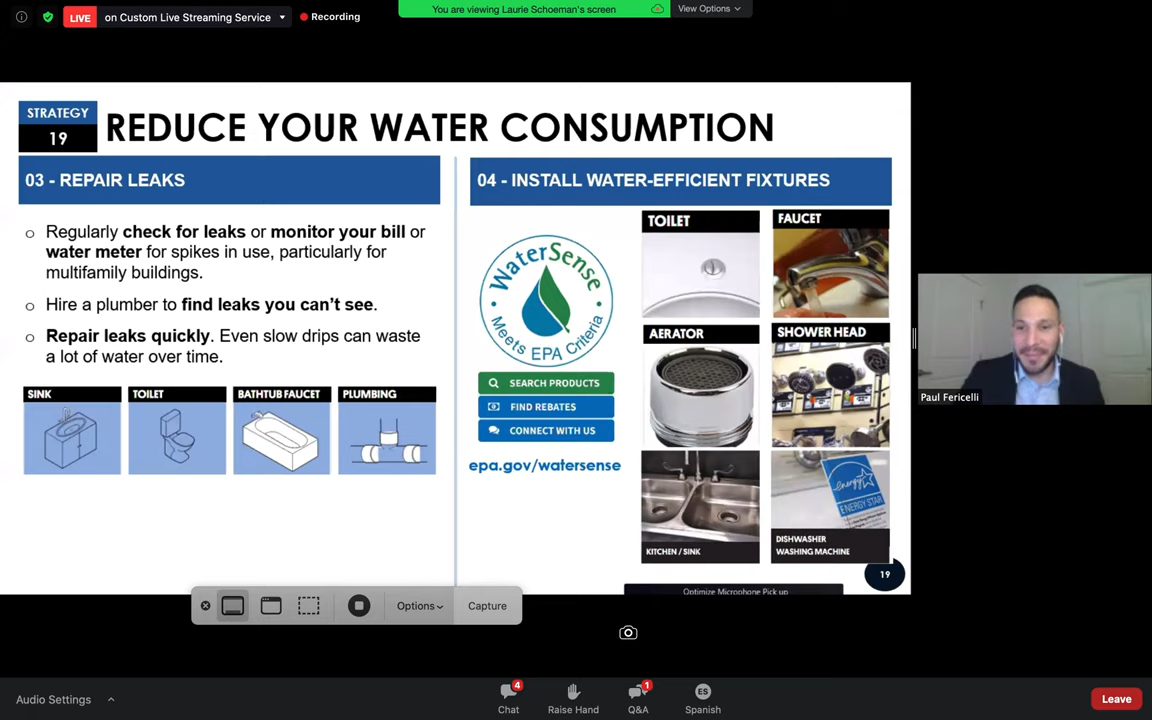 LIVE on Custom Live Streaming Service
Recording
You are viewing Laurie Schoeman's screen
View Options
STRATEGY
19
REDUCE YOUR WATER CONSUMPTION
03 - REPAIR LEAKS
Regularly check for leaks or monitor your bill or
water meter for spikes in use, particularly for
multifamily buildings.
Hire a plumber to find leaks you can't see.
Repair leaks quickly. Even slow drips can waste
a lot of water over time.
SINK
TOILET
BATHTUB FAUCET
PLUMBING
04 - INSTALL WATER-EFFICIENT FIXTURES
WaterSense
Meets EPA Criteria
SEARCH PRODUCTS
FIND REBATES
CONNECT WITH US
epa.gov/watersense
TOILET
FAUCET
AERATOR
SHOWER HEAD
KITCHEN / SINK
energy
ENERGY STAR
DISHWASHER
WASHING MACHINE
19
Optimize Microphone Pick up
Paul Fericelli
Options
Capture
Audio Settings
4
Chat
Raise Hand
1
Q&A
ES
Spanish
Leave